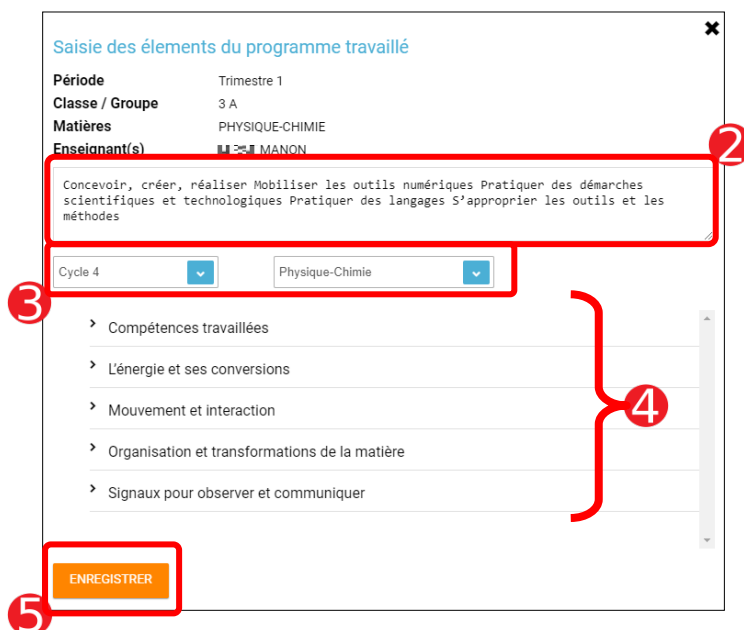 ✖
Saisie des élements du programme travaillé
Période Trimestre 1
Classe / Groupe 3 A
Matières PHYSIQUE-CHIMIE
Enseignant(s) MANON
2
Concevoir, créer, réaliser Mobiliser les outils numériques Pratiquer des démarches
scientifiques et technologiques Pratiquer des langages S’approprier les outils et les
méthodes
Cycle 4 Physique-Chimie
3
Compétences travaillées
L'énergie et ses conversions
Mouvement et interaction
4
Organisation et transformations de la matière
Signaux pour observer et communiquer
ENREGISTRER
5